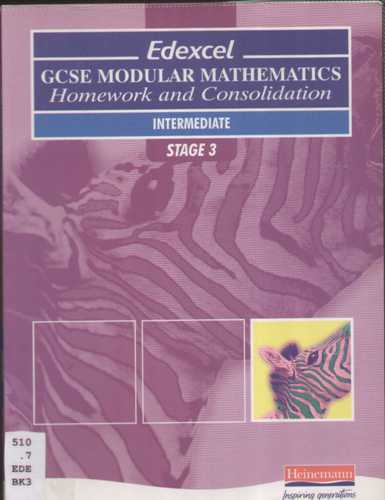 Edexcel
GCSE MODULAR MATHEMATICS
Homework and Consolidation
INTERMEDIATE
STAGE 3
510
.7
EDE
BK3
Heinemann
Inspiring generations